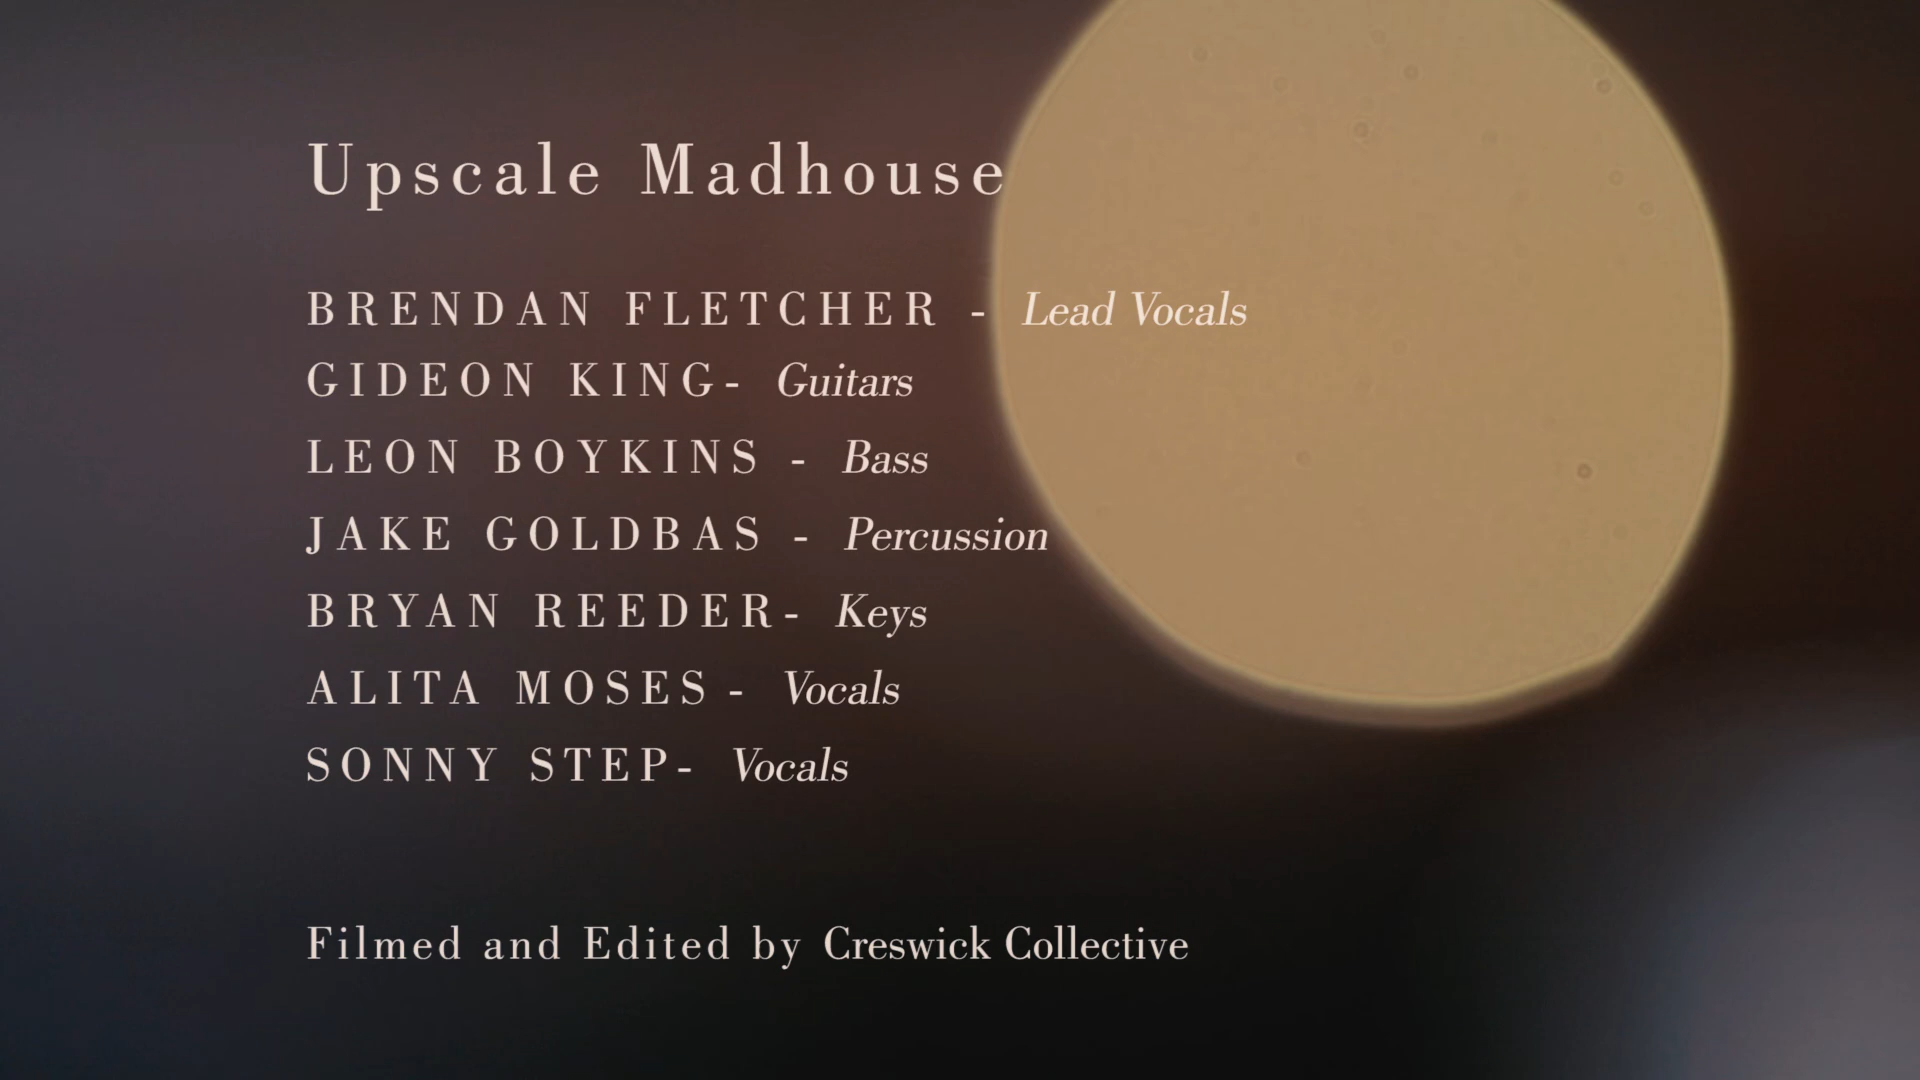 Upscale Madhouse
BRENDAN FLETCHER - Lead Vocals
GIDEON KING- Guitars
LEON BOYKINS - Bass
JAKE GOLDBAS - Percussion
BRYAN REEDER- Keys
ALITA MOSES - Vocals
SONNY STEP- Vocals
Filmed and Edited by Creswick Collective